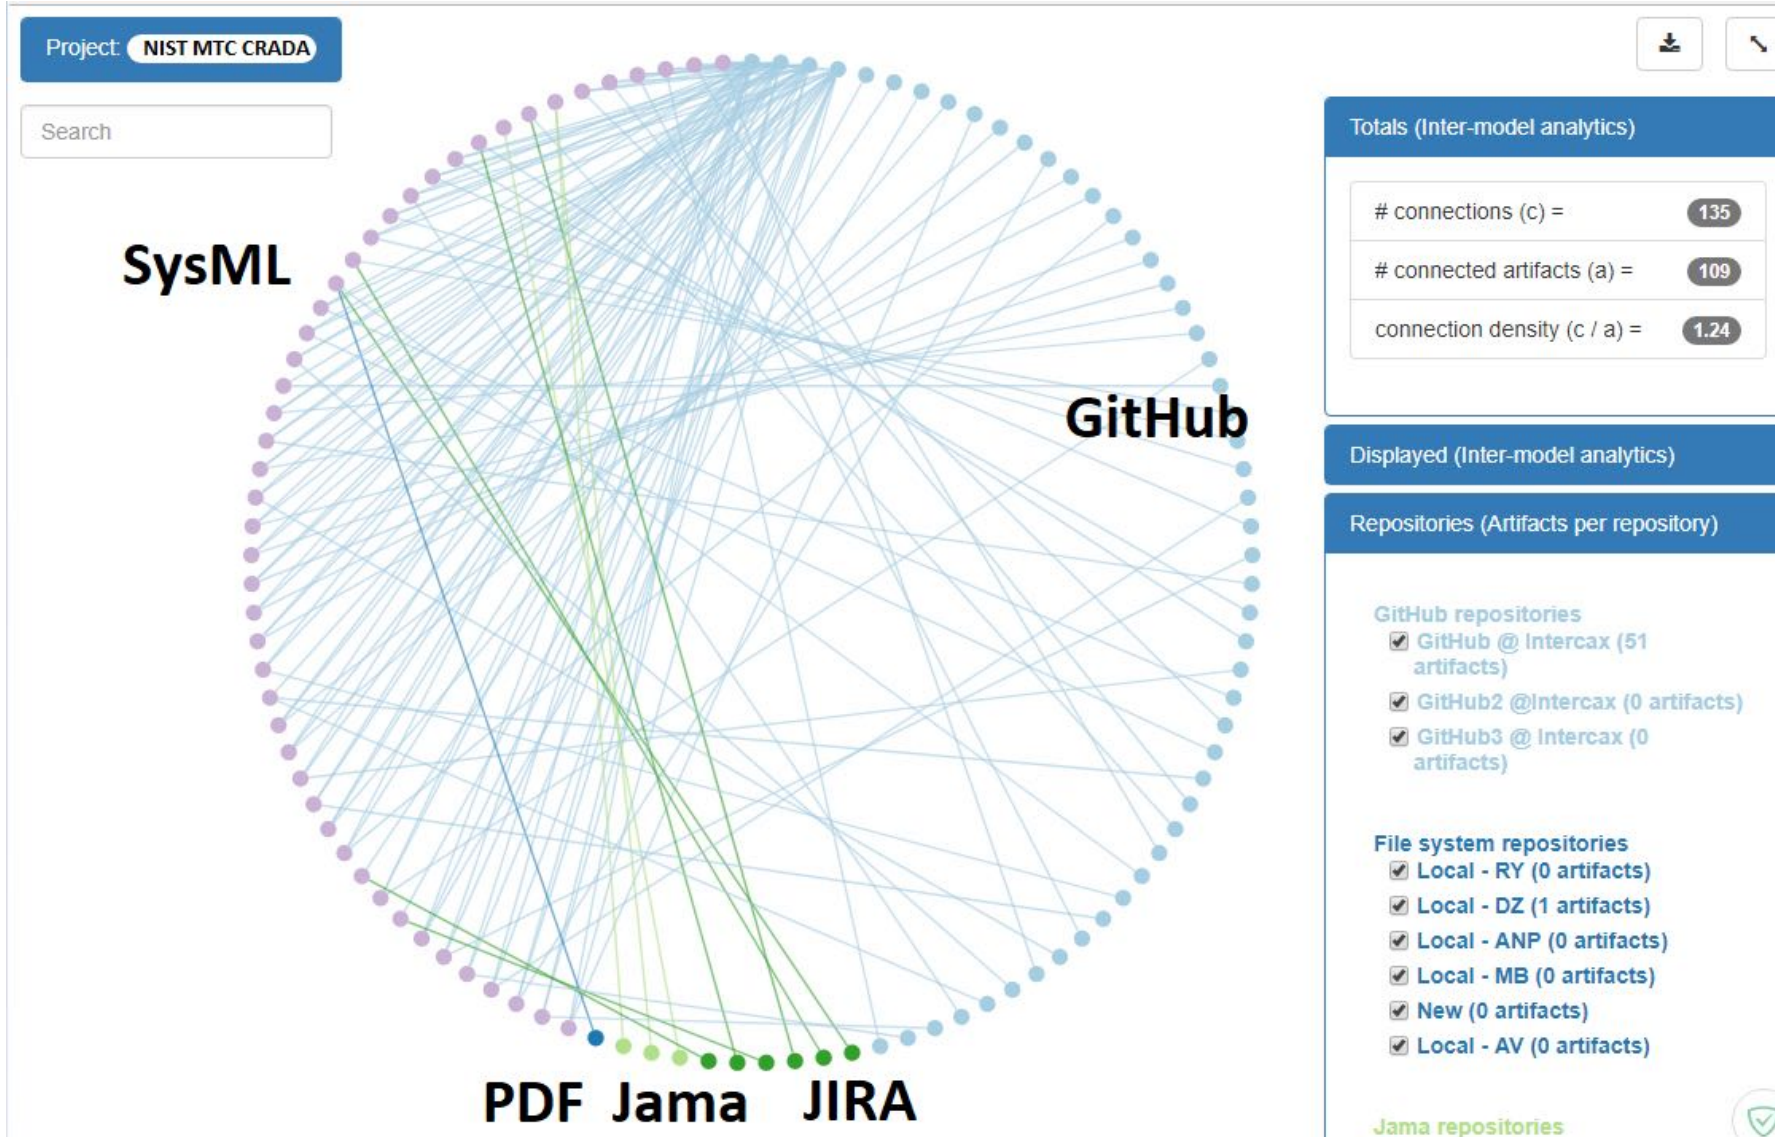 Project: NIST MTC CRADA
Search
SysML
GitHub
PDF
Jama
JIRA
Totals (Inter-model analytics)
# connections (c) = 135
# connected artifacts (a) = 109
connection density (c / a) = 1.24
Displayed (Inter-model analytics)
Repositories (Artifacts per repository)
GitHub repositories
GitHub @ Intercax (51
artifacts)
GitHub2 @Intercax (0 artifacts)
GitHub3 @ Intercax (0
artifacts)
File system repositories
Local - RY (0 artifacts)
Local - DZ (1 artifacts)
Local - ANP (0 artifacts)
Local - MB (0 artifacts)
New (0 artifacts)
Local - AV (0 artifacts)
Jama repositories